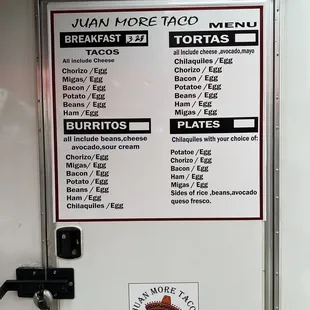 JUAN MORE TACO MENU
BREAKFAST
TACOS
All include Cheese
Chorizo /Egg
Migas/ Egg
Bacon / Egg
Potato /Egg
Beans /Egg
Ham /Egg
BURRITOS
all include beans,cheese
avocado,sour cream
Chorizo/Egg
Migas/ Egg
Bacon / Egg
Potato /Egg
Beans /Egg
Ham /Egg
Chilaquiles /Egg
TORTAS
all Include cheese ,avocado,mayo
Chilaquiles /Egg
Chorizo / Egg
Bacon / Egg
Potatoe /Egg
Beans / Egg
Migas / Egg
Ham / Egg
PLATES
Chilaquiles with your choice of:
Potatoe /Egg
Chorizo / Egg
Bacon / Egg
Ham / Egg
Migas / Egg
Sides of rice ,beans,avocado
queso fresco.
JUAN MORE TACO